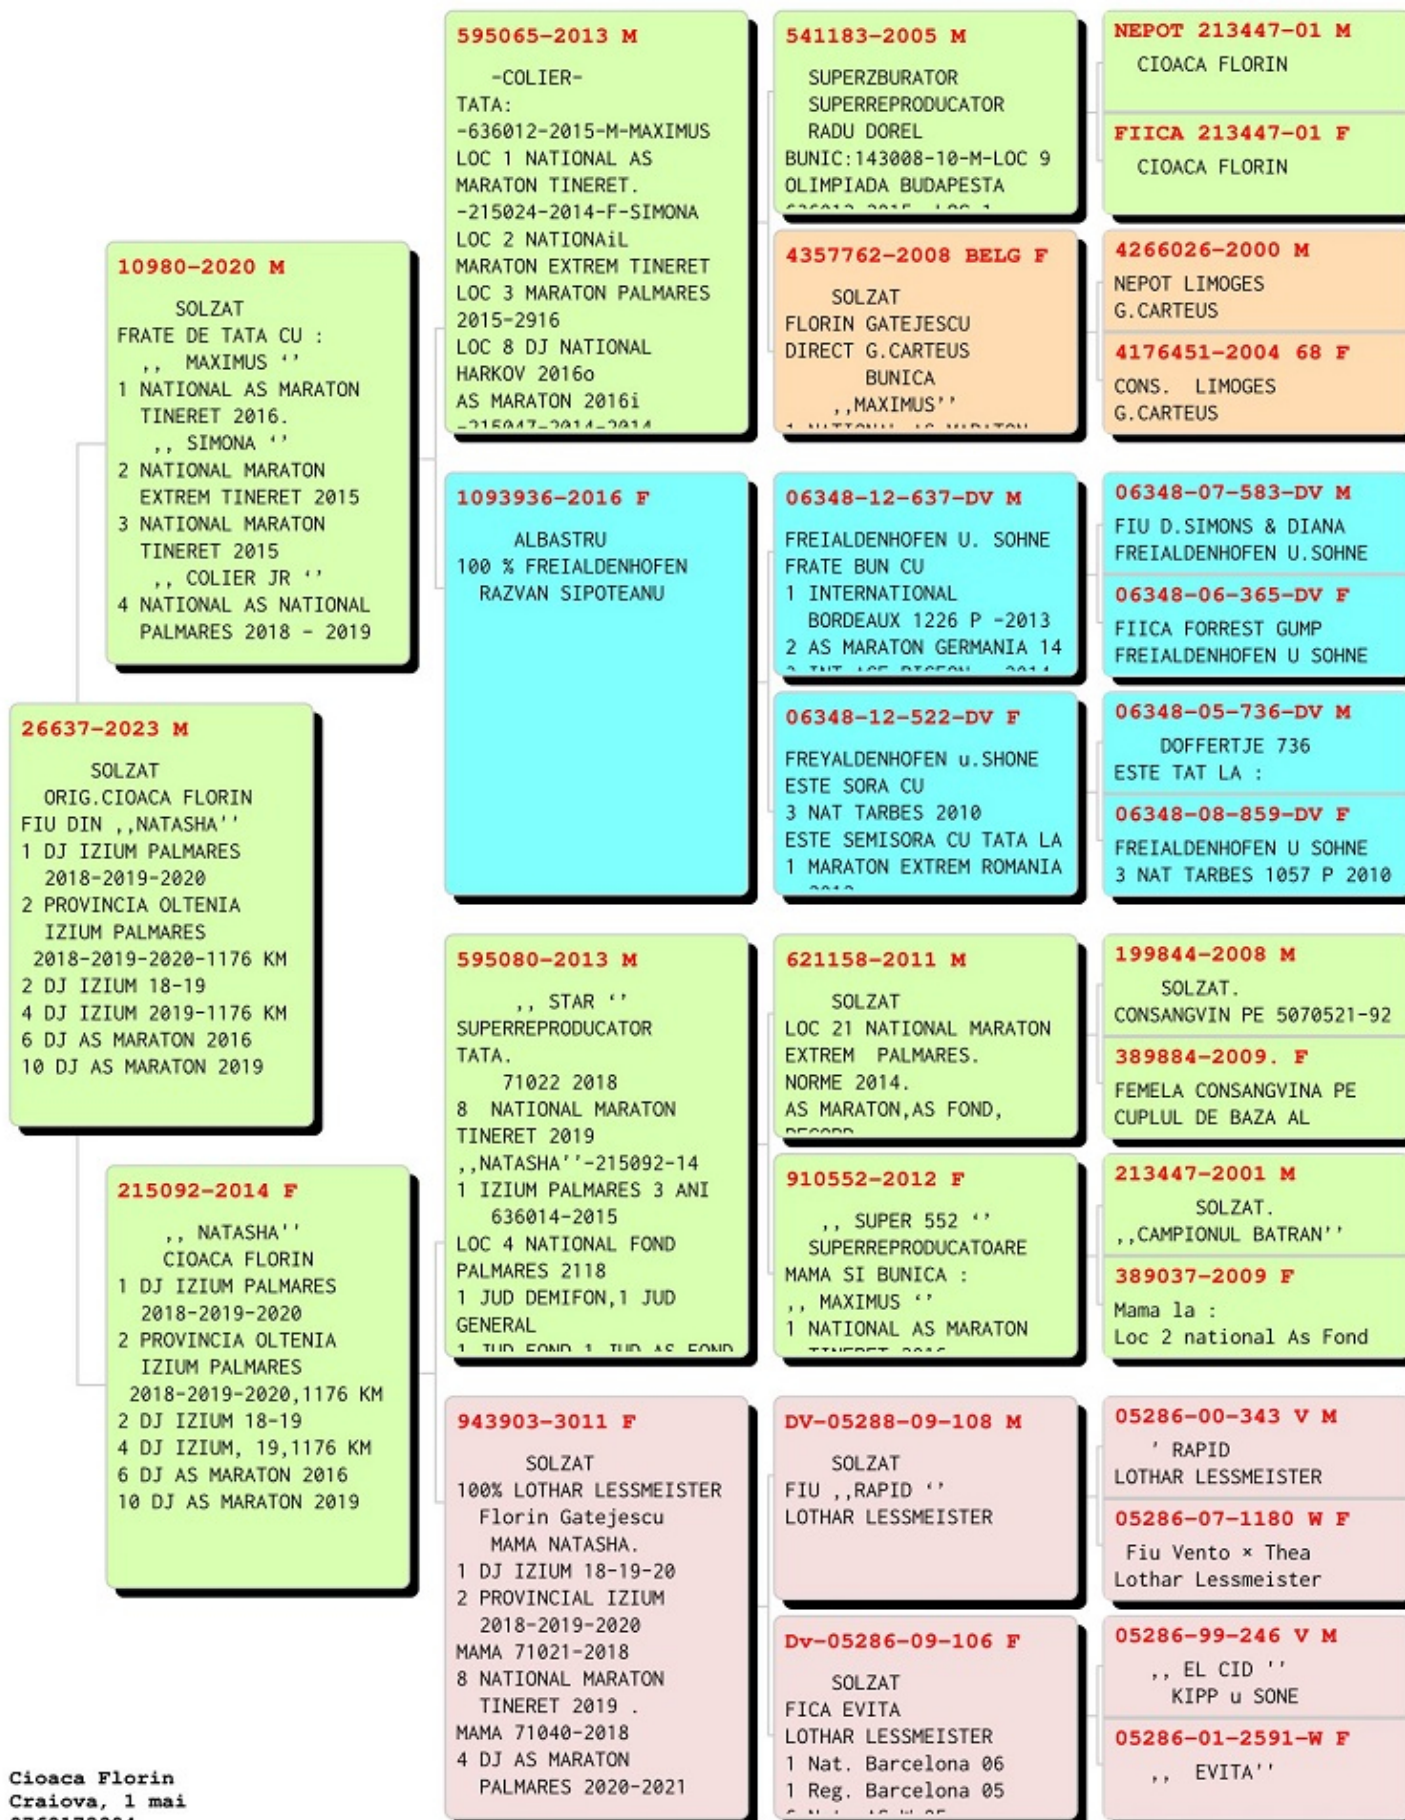 26637-2023 M
SOLZAT
ORIG.CIOACA FLORIN
FIU DIN ,,NATASHA''
1 DJ IZIUM PALMARES
2018-2019-2020
2 PROVINCIA OLTENIA
IZIUM PALMARES
2018-2019-2020-1176 KM
2 DJ IZIUM 18-19
4 DJ IZIUM 2019-1176 KM
6 DJ AS MARATON 2016
10 DJ AS MARATON 2019
10980-2020 M
SOLZAT
FRATE DE TATA CU :
,, MAXIMUS ‘’
1 NATIONAL AS MARATON
TINERET 2016.
,, SIMONA ‘’
2 NATIONAL MARATON
EXTREM TINERET 2015
3 NATIONAL MARATON
TINERET 2015
,, COLIER JR ‘’
4 NATIONAL AS NATIONAL
PALMARES 2018 - 2019
215092-2014 F
,, NATASHA''
CIOACA FLORIN
1 DJ IZIUM PALMARES
2018-2019-2020
2 PROVINCIA OLTENIA
IZIUM PALMARES
2018-2019-2020,1176 KM
2 DJ IZIUM 18-19
4 DJ IZIUM, 19,1176 KM
6 DJ AS MARATON 2016
10 DJ AS MARATON 2019
595065-2013 M
-COLIER-
TATA:
-636012-2015-M-MAXIMUS
LOC 1 NATIONAL AS
MARATON TINERET.
-215024-2014-F-SIMONA
LOC 2 NATIONAiL
MARATON EXTREM TINERET
LOC 3 MARATON PALMARES
2015-2916
LOC 8 DJ NATIONAL
HARKOV 2016o
AS MARATON 2016i
-215047-2014-2014
1093936-2016 F
ALBASTRU
100 % FREIALDENHOFEN
RAZVAN SIPOTEANU
595080-2013 M
,, STAR ‘’
SUPERREPRODUCATOR
TATA.
71022 2018
8 NATIONAL MARATON
TINERET 2019
,,NATASHA''-215092-14
1 IZIUM PALMARES 3 ANI
636014-2015
LOC 4 NATIONAL FOND
PALMARES 2118
1 JUD DEMIFON,1 JUD
GENERAL
1 JUD FOND 1 JUD AS FOND
943903-3011 F
SOLZAT
100% LOTHAR LESSMEISTER
Florin Gatejescu
MAMA NATASHA.
1 DJ IZIUM 18-19-20
2 PROVINCIAL IZIUM
2018-2019-2020
MAMA 71021-2018
8 NATIONAL MARATON
TINERET 2019 .
MAMA 71040-2018
4 DJ AS MARATON
PALMARES 2020-2021
541183-2005 M
SUPERZBURATOR
SUPERREPRODUCATOR
RADU DOREL
BUNIC:143008-10-M-LOC 9
OLIMPIADA BUDAPESTA
4357762-2008 BELG F
SOLZAT
FLORIN GATEJESCU
DIRECT G.CARTEUS
BUNICA
,,MAXIMUS''
1 NATIONAL AS MARATON
06348-12-637-DV M
FREIALDENHOFEN U. SOHNE
FRATE BUN CU
1 INTERNATIONAL
BORDEAUX 1226 P -2013
2 AS MARATON GERMANIA 14
06348-12-522-DV F
FREYALDENHOFEN u.SHONE
ESTE SORA CU
3 NAT TARBES 2010
ESTE SEMISORA CU TATA LA
1 MARATON EXTREM ROMANIA
621158-2011 M
SOLZAT
LOC 21 NATIONAL MARATON
EXTREM PALMARES.
NORME 2014.
AS MARATON,AS FOND,
910552-2012 F
,, SUPER 552 ‘’
SUPERREPRODUCATOARE
MAMA SI BUNICA :
,, MAXIMUS ‘’
1 NATIONAL AS MARATON
DV-05288-09-108 M
SOLZAT
FIU ,,RAPID ‘’
LOTHAR LESSMEISTER
Dv-05286-09-106 F
SOLZAT
FICA EVITA
LOTHAR LESSMEISTER
1 Nat. Barcelona 06
1 Reg. Barcelona 05
NEPOT 213447-01 M
CIOACA FLORIN
FIICA 213447-01 F
CIOACA FLORIN
4266026-2000 M
NEPOT LIMOGES
G.CARTEUS
4176451-2004 68 F
CONS. LIMOGES
G.CARTEUS
06348-07-583-DV M
FIU D.SIMONS & DIANA
FREIALDENHOFEN U.SOHNE
06348-06-365-DV F
FIICA FORREST GUMP
FREIALDENHOFEN U SOHNE
06348-05-736-DV M
DOFFERTJE 736
ESTE TAT LA :
06348-08-859-DV F
FREIALDENHOFEN U SOHNE
3 NAT TARBES 1057 P 2010
199844-2008 M
SOLZAT.
CONSANGVIN PE 5070521-92
389884-2009. F
FEMELA CONSANGVINA PE
CUPLUL DE BAZA AL
213447-2001 M
SOLZAT.
,,CAMPIONUL BATRAN''
389037-2009 F
Mama la :
Loc 2 national As Fond
05286-00-343 V M
' RAPID
LOTHAR LESSMEISTER
05286-07-1180 W F
Fiu Vento × Thea
Lothar Lessmeister
05286-99-246 V M
,, EL CID ''
KIPP u SONE
05286-01-2591-W F
,, EVITA''
Cioaca Florin
Craiova, 1 mai